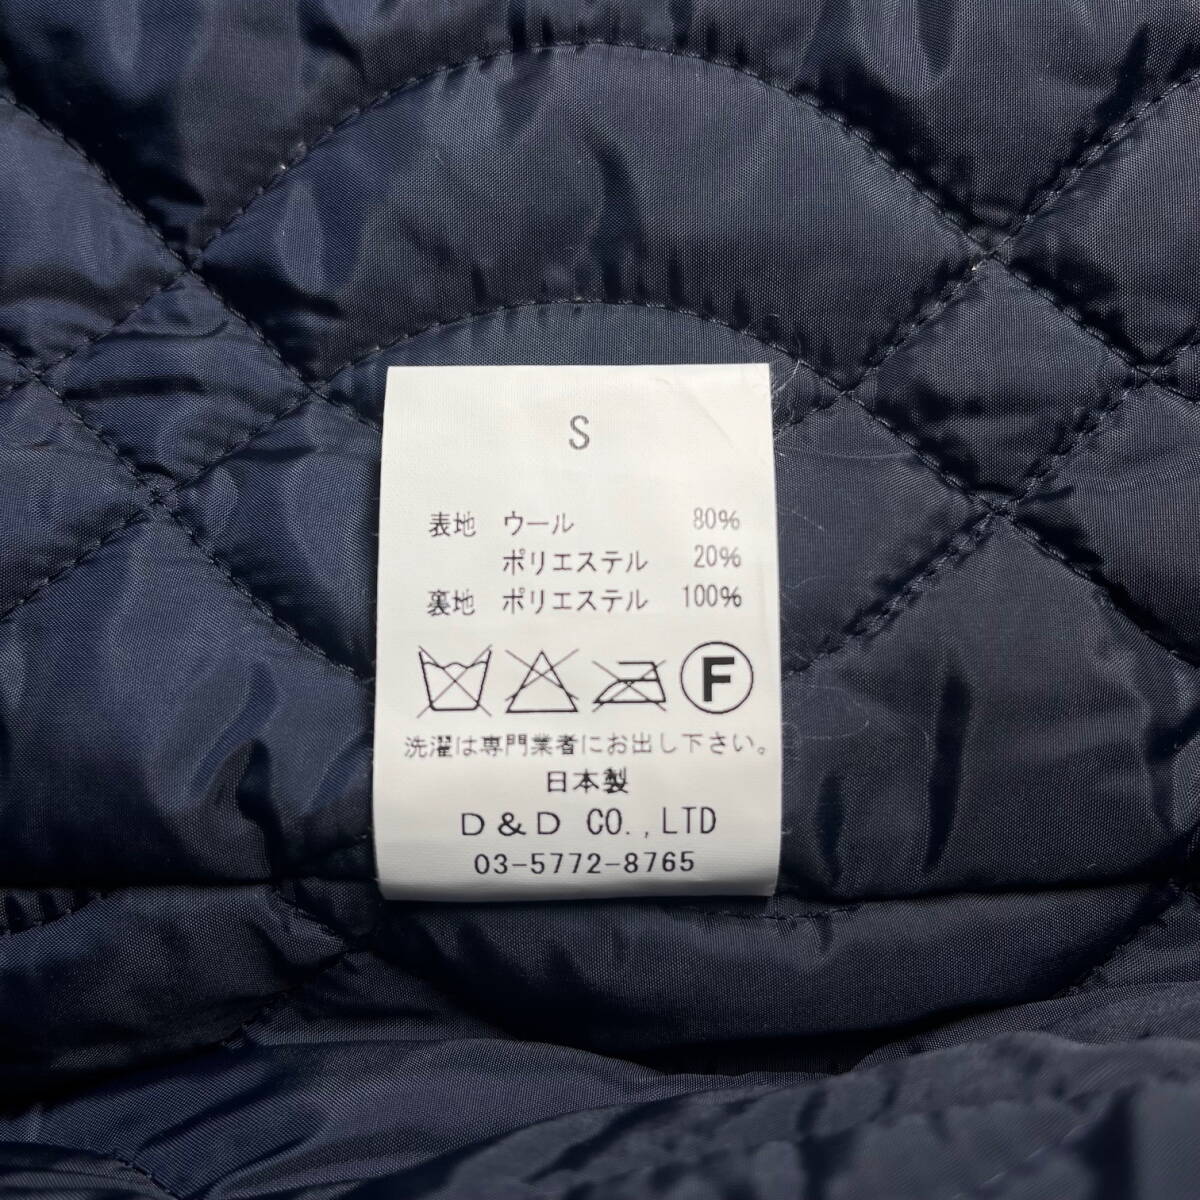 S
表地 ウール 80%
ポリエステル 20%
裏地 ポリエステル 100%
F
洗濯は専門業者にお出し下さい。
日本製
D&D CO.,LTD
03-5772-8765